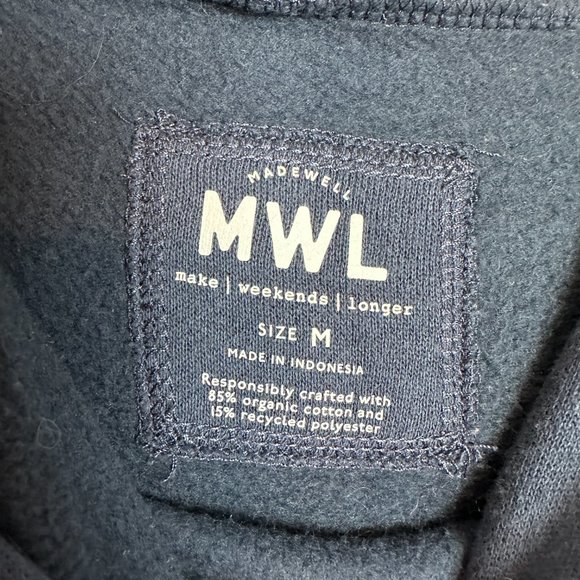 MADEWELL
MWL
make | weekends | longer
SIZE M
MADE IN INDONESIA
Responsibly crafted with
85% organic cotton and
15% recycled polyester